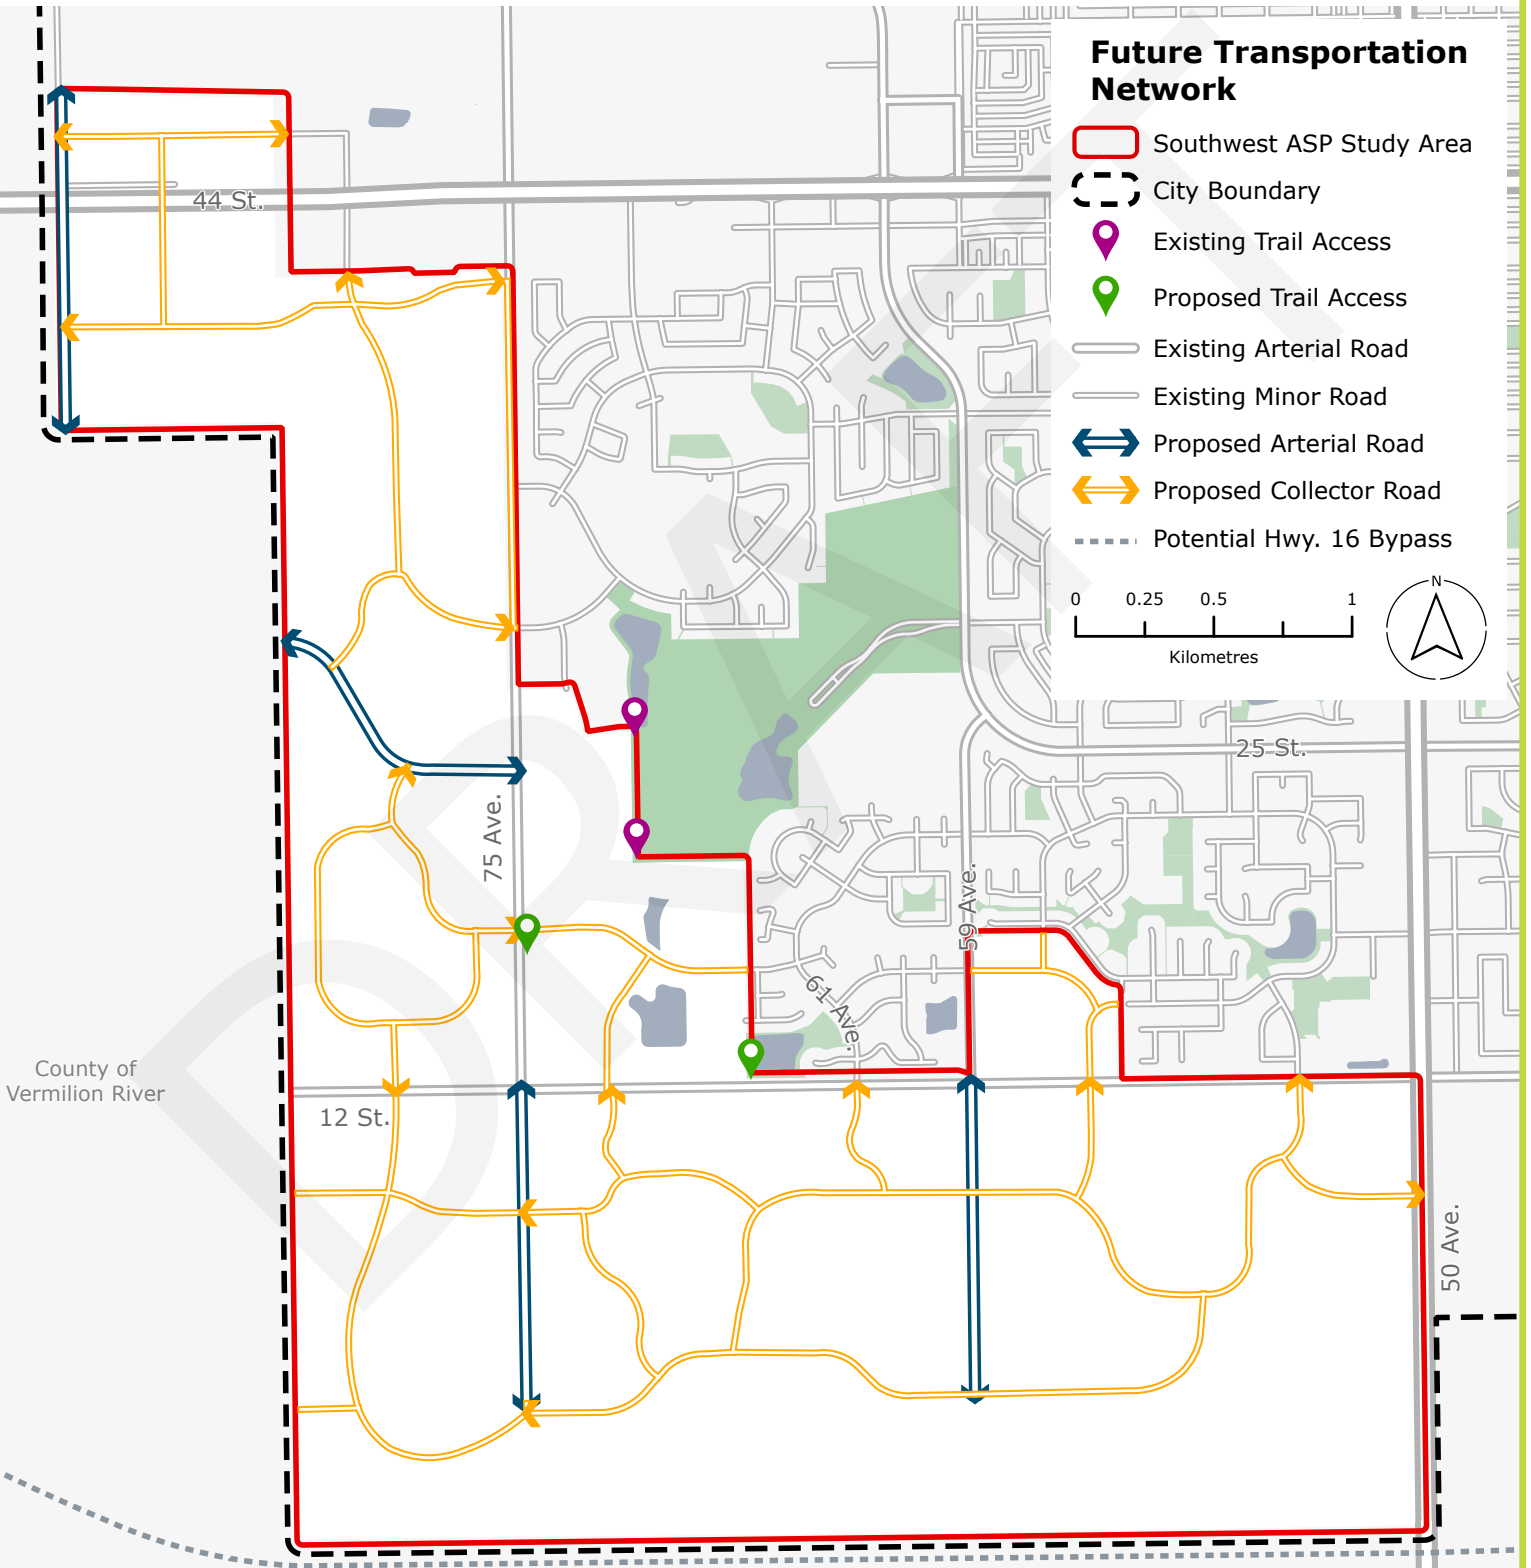 Future Transportation
Network
Southwest ASP Study Area
City Boundary
Existing Trail Access
Proposed Trail Access
Existing Arterial Road
Existing Minor Road
Proposed Arterial Road
Proposed Collector Road
Potential Hwy. 16 Bypass
0 0.25 0.5 1
Kilometres
N
44 St.
25 St.
75 Ave.
59 Ave.
61 Ave.
County of
Vermilion River
12 St.
50 Ave.
DRAFT